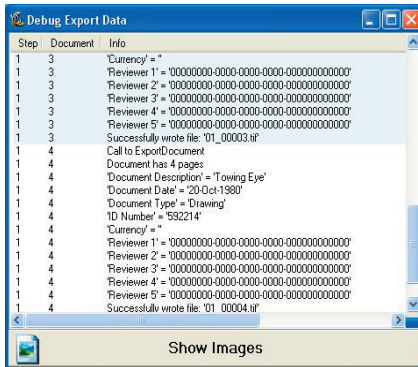 Debug Export Data
Step Document Info
1 3 'Currency' = ''
1 3 'Reviewer 1' = '00000000-0000-0000-0000-000000000000'
1 3 'Reviewer 2' = '00000000-0000-0000-0000-000000000000'
1 3 'Reviewer 3' = '00000000-0000-0000-0000-000000000000'
1 3 'Reviewer 4' = '00000000-0000-0000-0000-000000000000'
1 3 'Reviewer 5' = '00000000-0000-0000-0000-000000000000'
1 3 Successfully wrote file: '01_00003.tif'
1 4 Call to ExportDocument
1 4 Document has 4 pages
1 4 'Document Description' = 'Towing Eye'
1 4 'Document Date' = '20-Oct-1980'
1 4 'Document Type' = 'Drawing'
1 4 'ID Number' = '592214'
1 4 'Currency' = ''
1 4 'Reviewer 1' = '00000000-0000-0000-0000-000000000000'
1 4 'Reviewer 2' = '00000000-0000-0000-0000-000000000000'
1 4 'Reviewer 3' = '00000000-0000-0000-0000-000000000000'
1 4 'Reviewer 4' = '00000000-0000-0000-0000-000000000000'
1 4 'Reviewer 5' = '00000000-0000-0000-0000-000000000000'
1 4 Successfully wrote file: '01_00004.tif'
Show Images